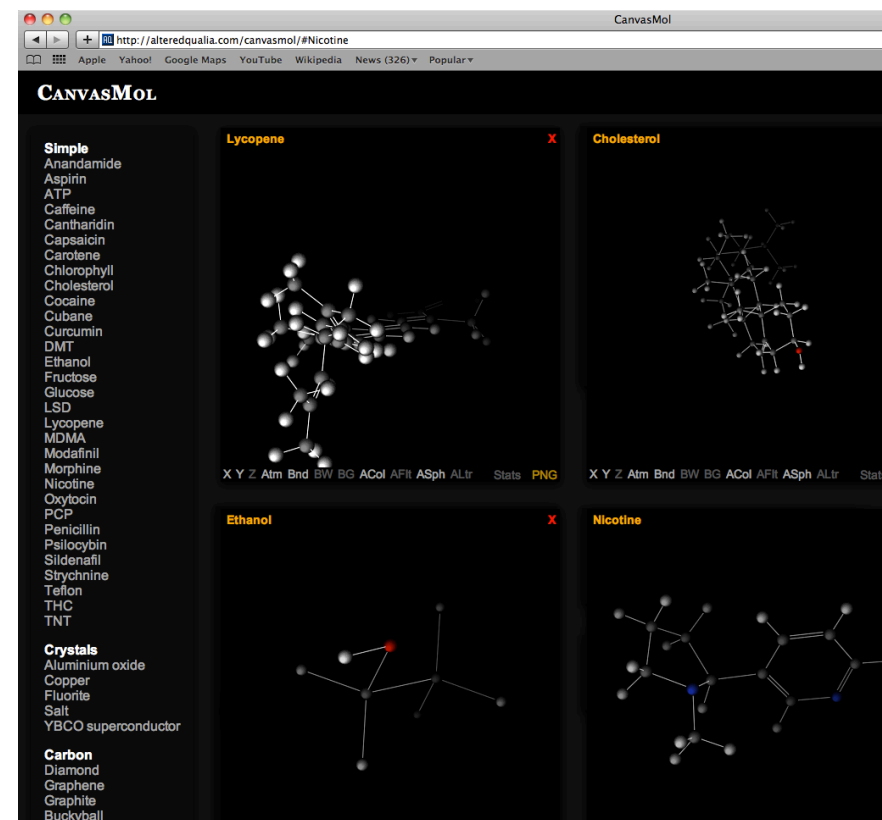 CanvasMol
http://alteredqualia.com/canvasmol/#Nicotine
Apple Yahoo! Google Maps YouTube Wikipedia News (326) Popular
CANVASMOL
Simple
Anandamide
Aspirin
ATP
Caffeine
Cantharidin
Capsaicin
Carotene
Chlorophyll
Cholesterol
Cocaine
Cubane
Curcumin
DMT
Ethanol
Fructose
Glucose
LSD
Lycopene
MDMA
Modafinil
Morphine
Nicotine
Oxytocin
PCP
Penicillin
Psilocybin
Sildenafil
Strychnine
Teflon
THC
TNT
Crystals
Aluminium oxide
Copper
Fluorite
Salt
YBCO superconductor
Carbon
Diamond
Graphene
Graphite
Buckyball
Lycopene X
X Y Z Atm Bnd BW BG ACol AFlt ASph ALtr Stats PNG
Cholesterol
X Y Z Atm Bnd BW BG ACol AFlt ASph ALtr Stat
Ethanol X
Nicotine